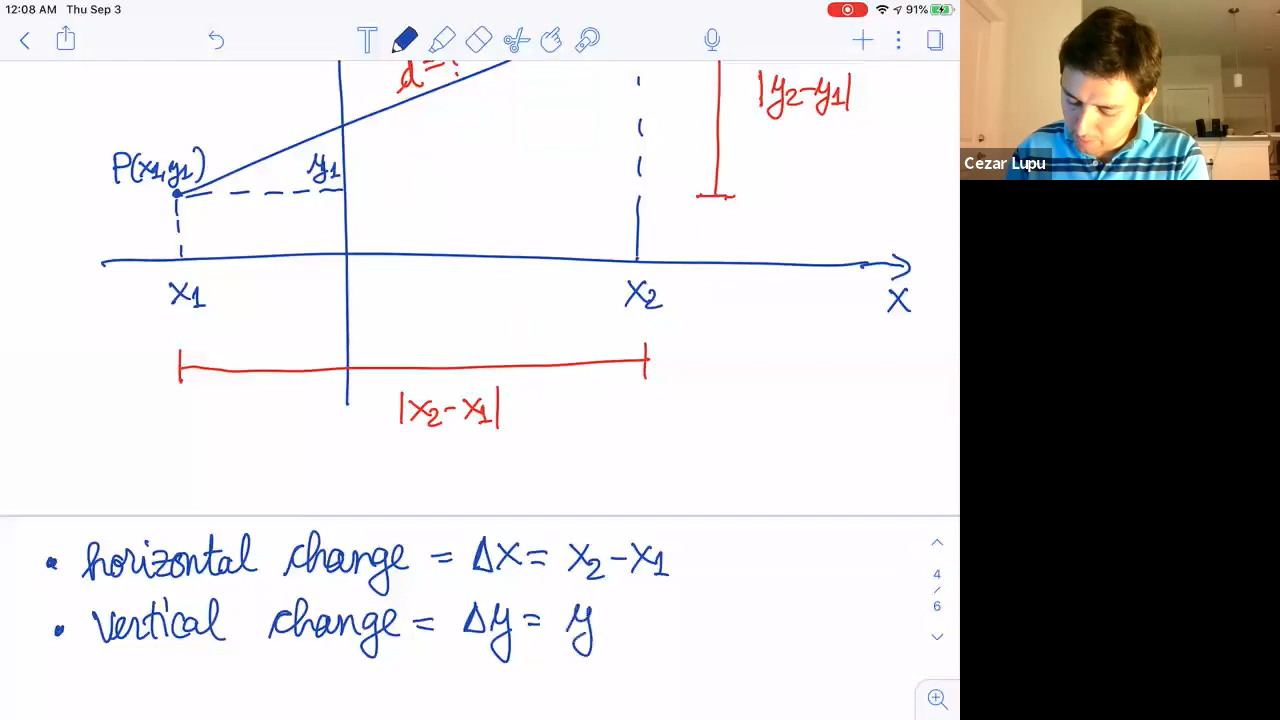 12:08 AM Thu Sep 3
91%
T
d=?
|y2-y1|
P(x1,y1)
y1
Cezar Lupu
x1
x2
X
|x2-x1|
• horizontal change = Δx = x2-x1
• vertical change = Δy = y
4
/
6